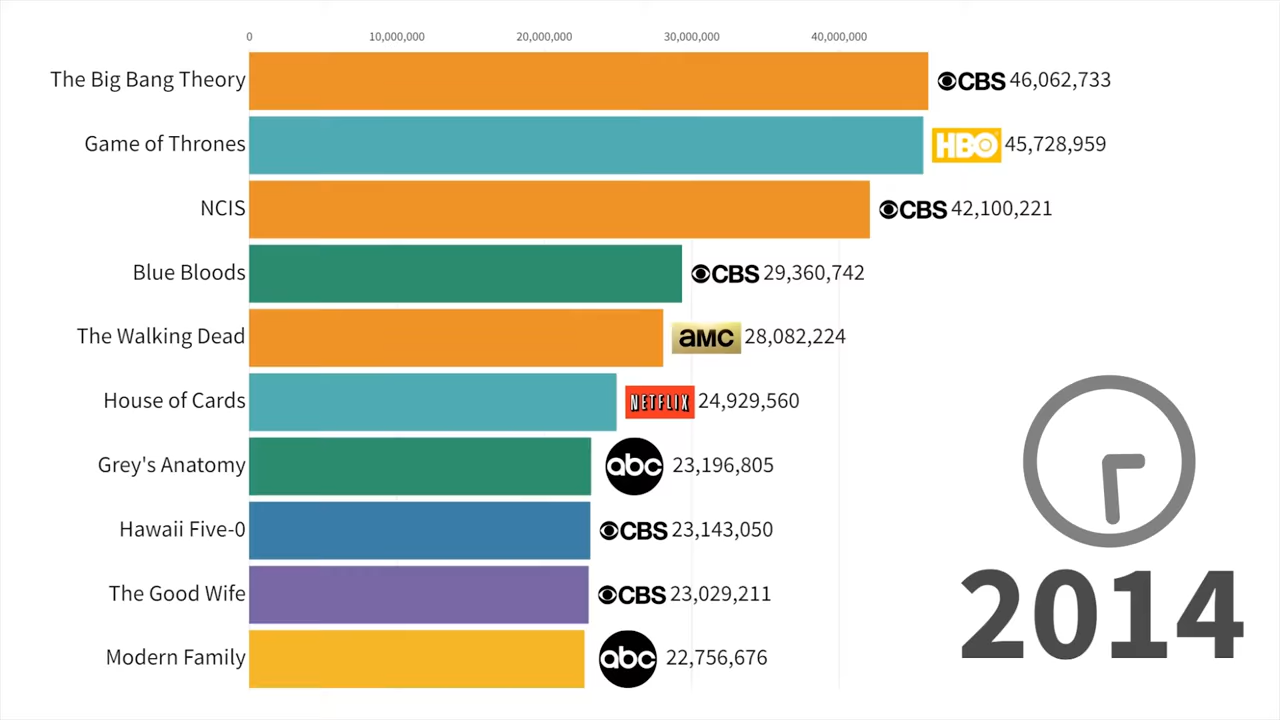 0 10,000,000 20,000,000 30,000,000 40,000,000
The Big Bang Theory CBS 46,062,733
Game of Thrones HBO 45,728,959
NCIS CBS 42,100,221
Blue Bloods CBS 29,360,742
The Walking Dead aMC 28,082,224
House of Cards NETFLIX 24,929,560
Grey's Anatomy abc 23,196,805
Hawaii Five-0 CBS 23,143,050
The Good Wife CBS 23,029,211
Modern Family abc 22,756,676
2014